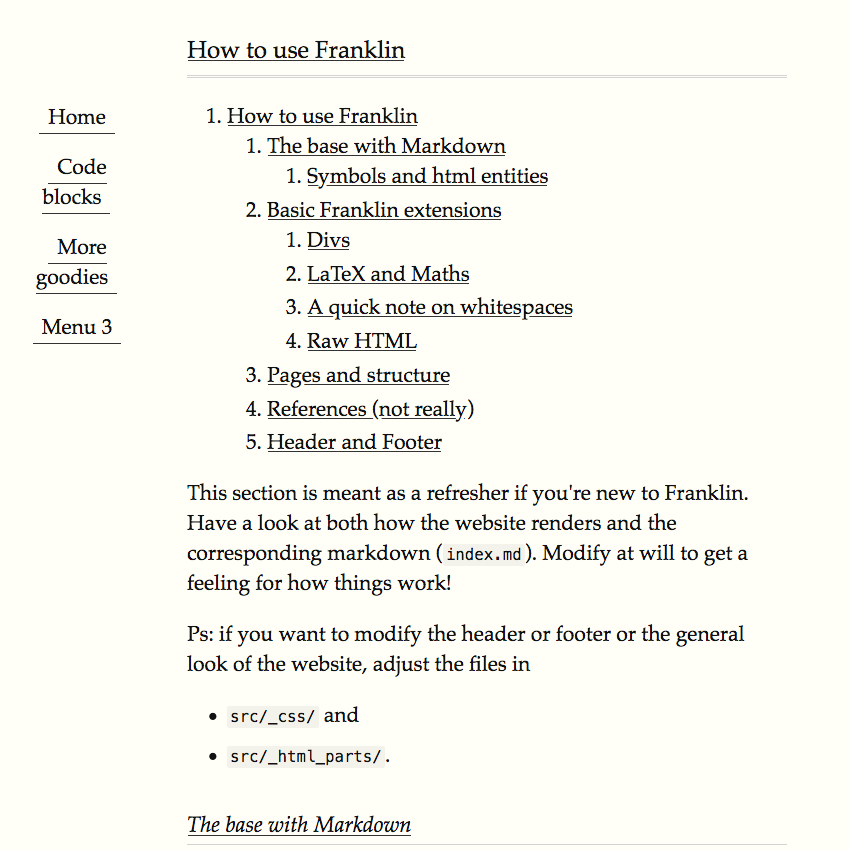 How to use Franklin
Home
Code
blocks
More
goodies
Menu 3
1. How to use Franklin
1. The base with Markdown
1. Symbols and html entities
2. Basic Franklin extensions
1. Divs
2. LaTeX and Maths
3. A quick note on whitespaces
4. Raw HTML
3. Pages and structure
4. References (not really)
5. Header and Footer
This section is meant as a refresher if you're new to Franklin.
Have a look at both how the website renders and the
corresponding markdown ( index.md ). Modify at will to get a
feeling for how things work!
Ps: if you want to modify the header or footer or the general
look of the website, adjust the files in
• src/_css/ and
• src/_html_parts/ .
The base with Markdown